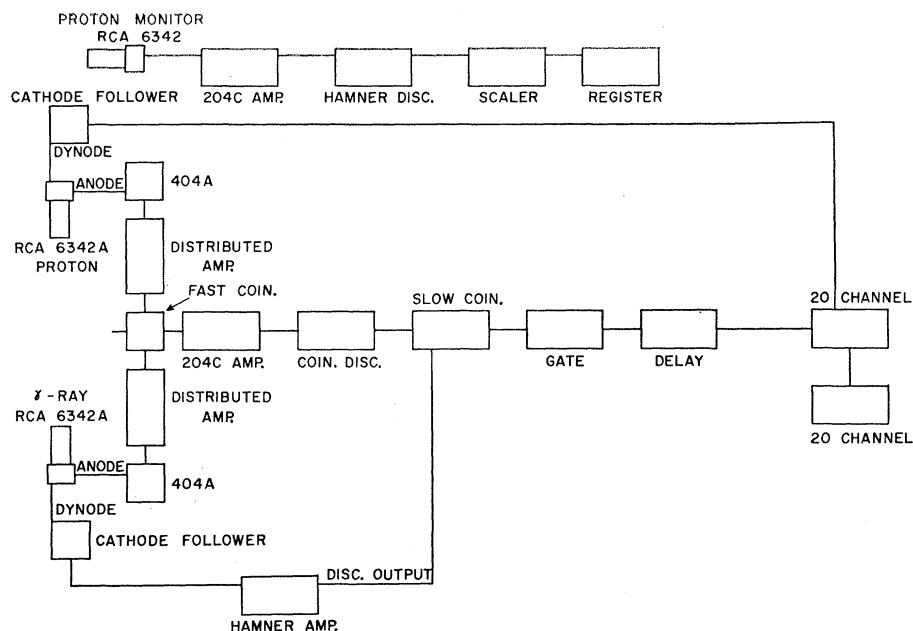 PROTON MONITOR
RCA 6342
204C AMP.
HAMNER DISC.
SCALER
REGISTER
CATHODE FOLLOWER
DYNODE
ANODE
404A
RCA 6342A
PROTON
DISTRIBUTED
AMP.
FAST COIN.
SLOW COIN.
20 CHANNEL
204C AMP.
COIN. DISC.
GATE
DELAY
20 CHANNEL
ɣ-RAY
RCA 6342A
DISTRIBUTED
AMP.
ANODE
404A
DYNODE
CATHODE FOLLOWER
DISC. OUTPUT
HAMNER AMP.